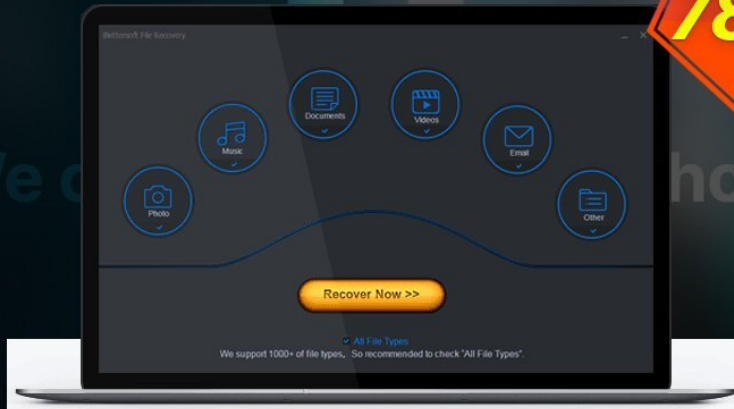 78
File Recovery
Documents
Videos
Music
Email
Photo
Other
Recover Now >>
All File Types
We support 1000+ of file types, So recommended to check "All File Types".